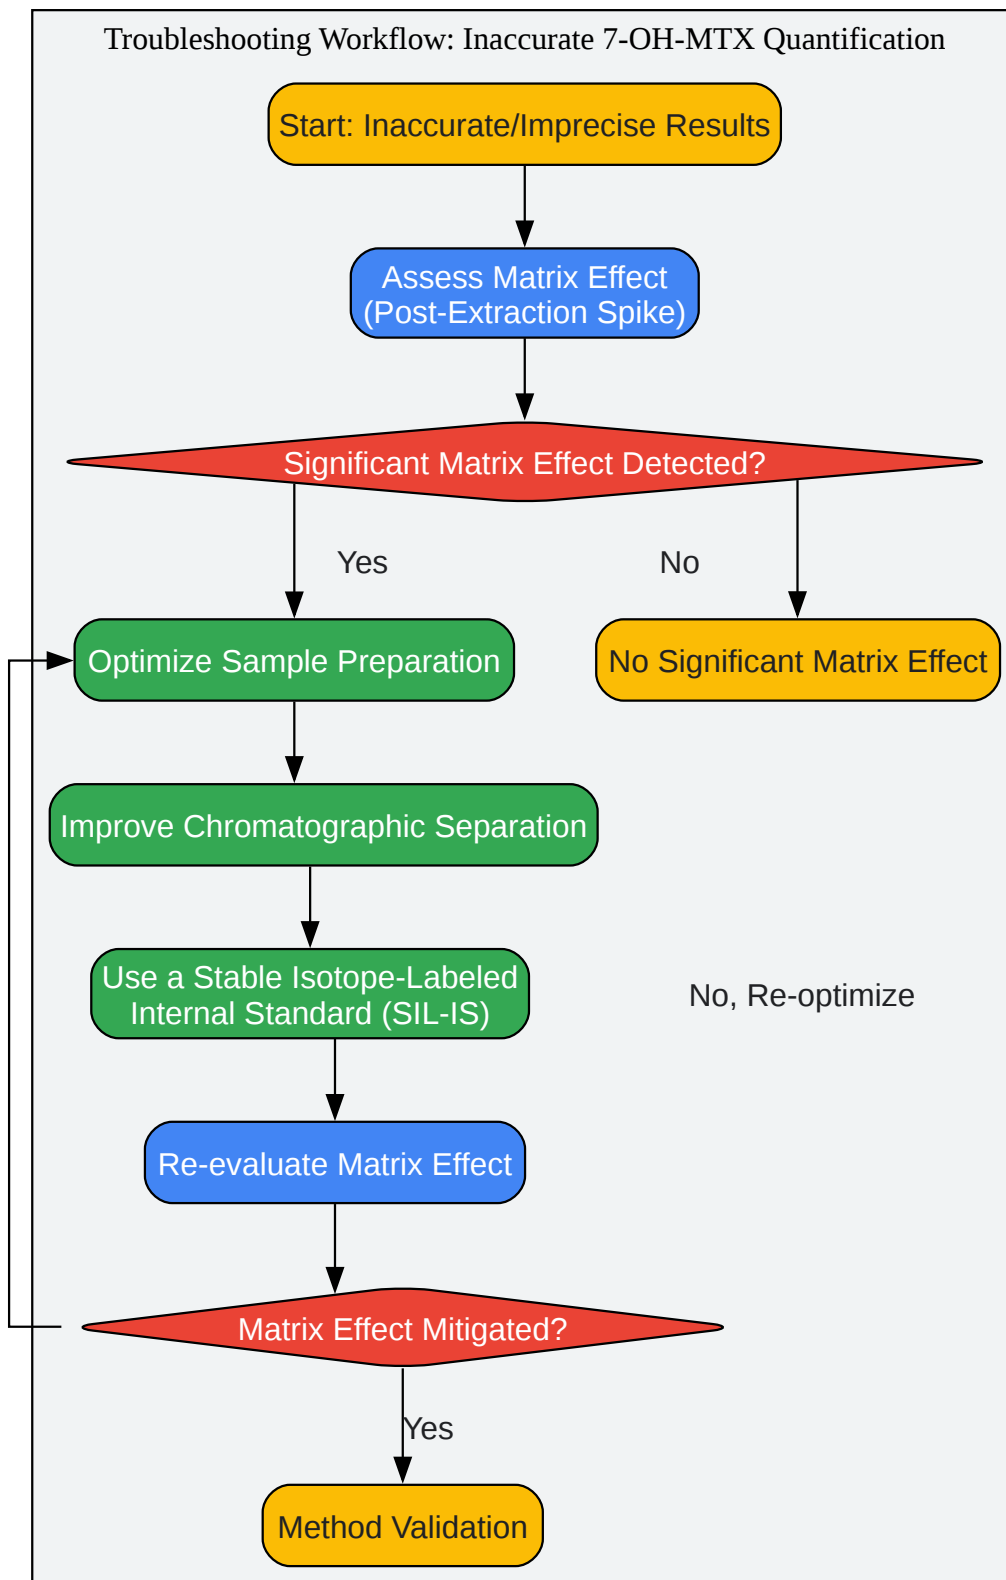 Troubleshooting Workflow: Inaccurate 7-OH-MTX Quantification
Start: Inaccurate/Imprecise Results
Assess Matrix Effect
(Post-Extraction Spike)
Significant Matrix Effect Detected?
Yes
No
Optimize Sample Preparation
No Significant Matrix Effect
Improve Chromatographic Separation
Use a Stable Isotope-Labeled
Internal Standard (SIL-IS)
No, Re-optimize
Re-evaluate Matrix Effect
Matrix Effect Mitigated?
Yes
Method Validation